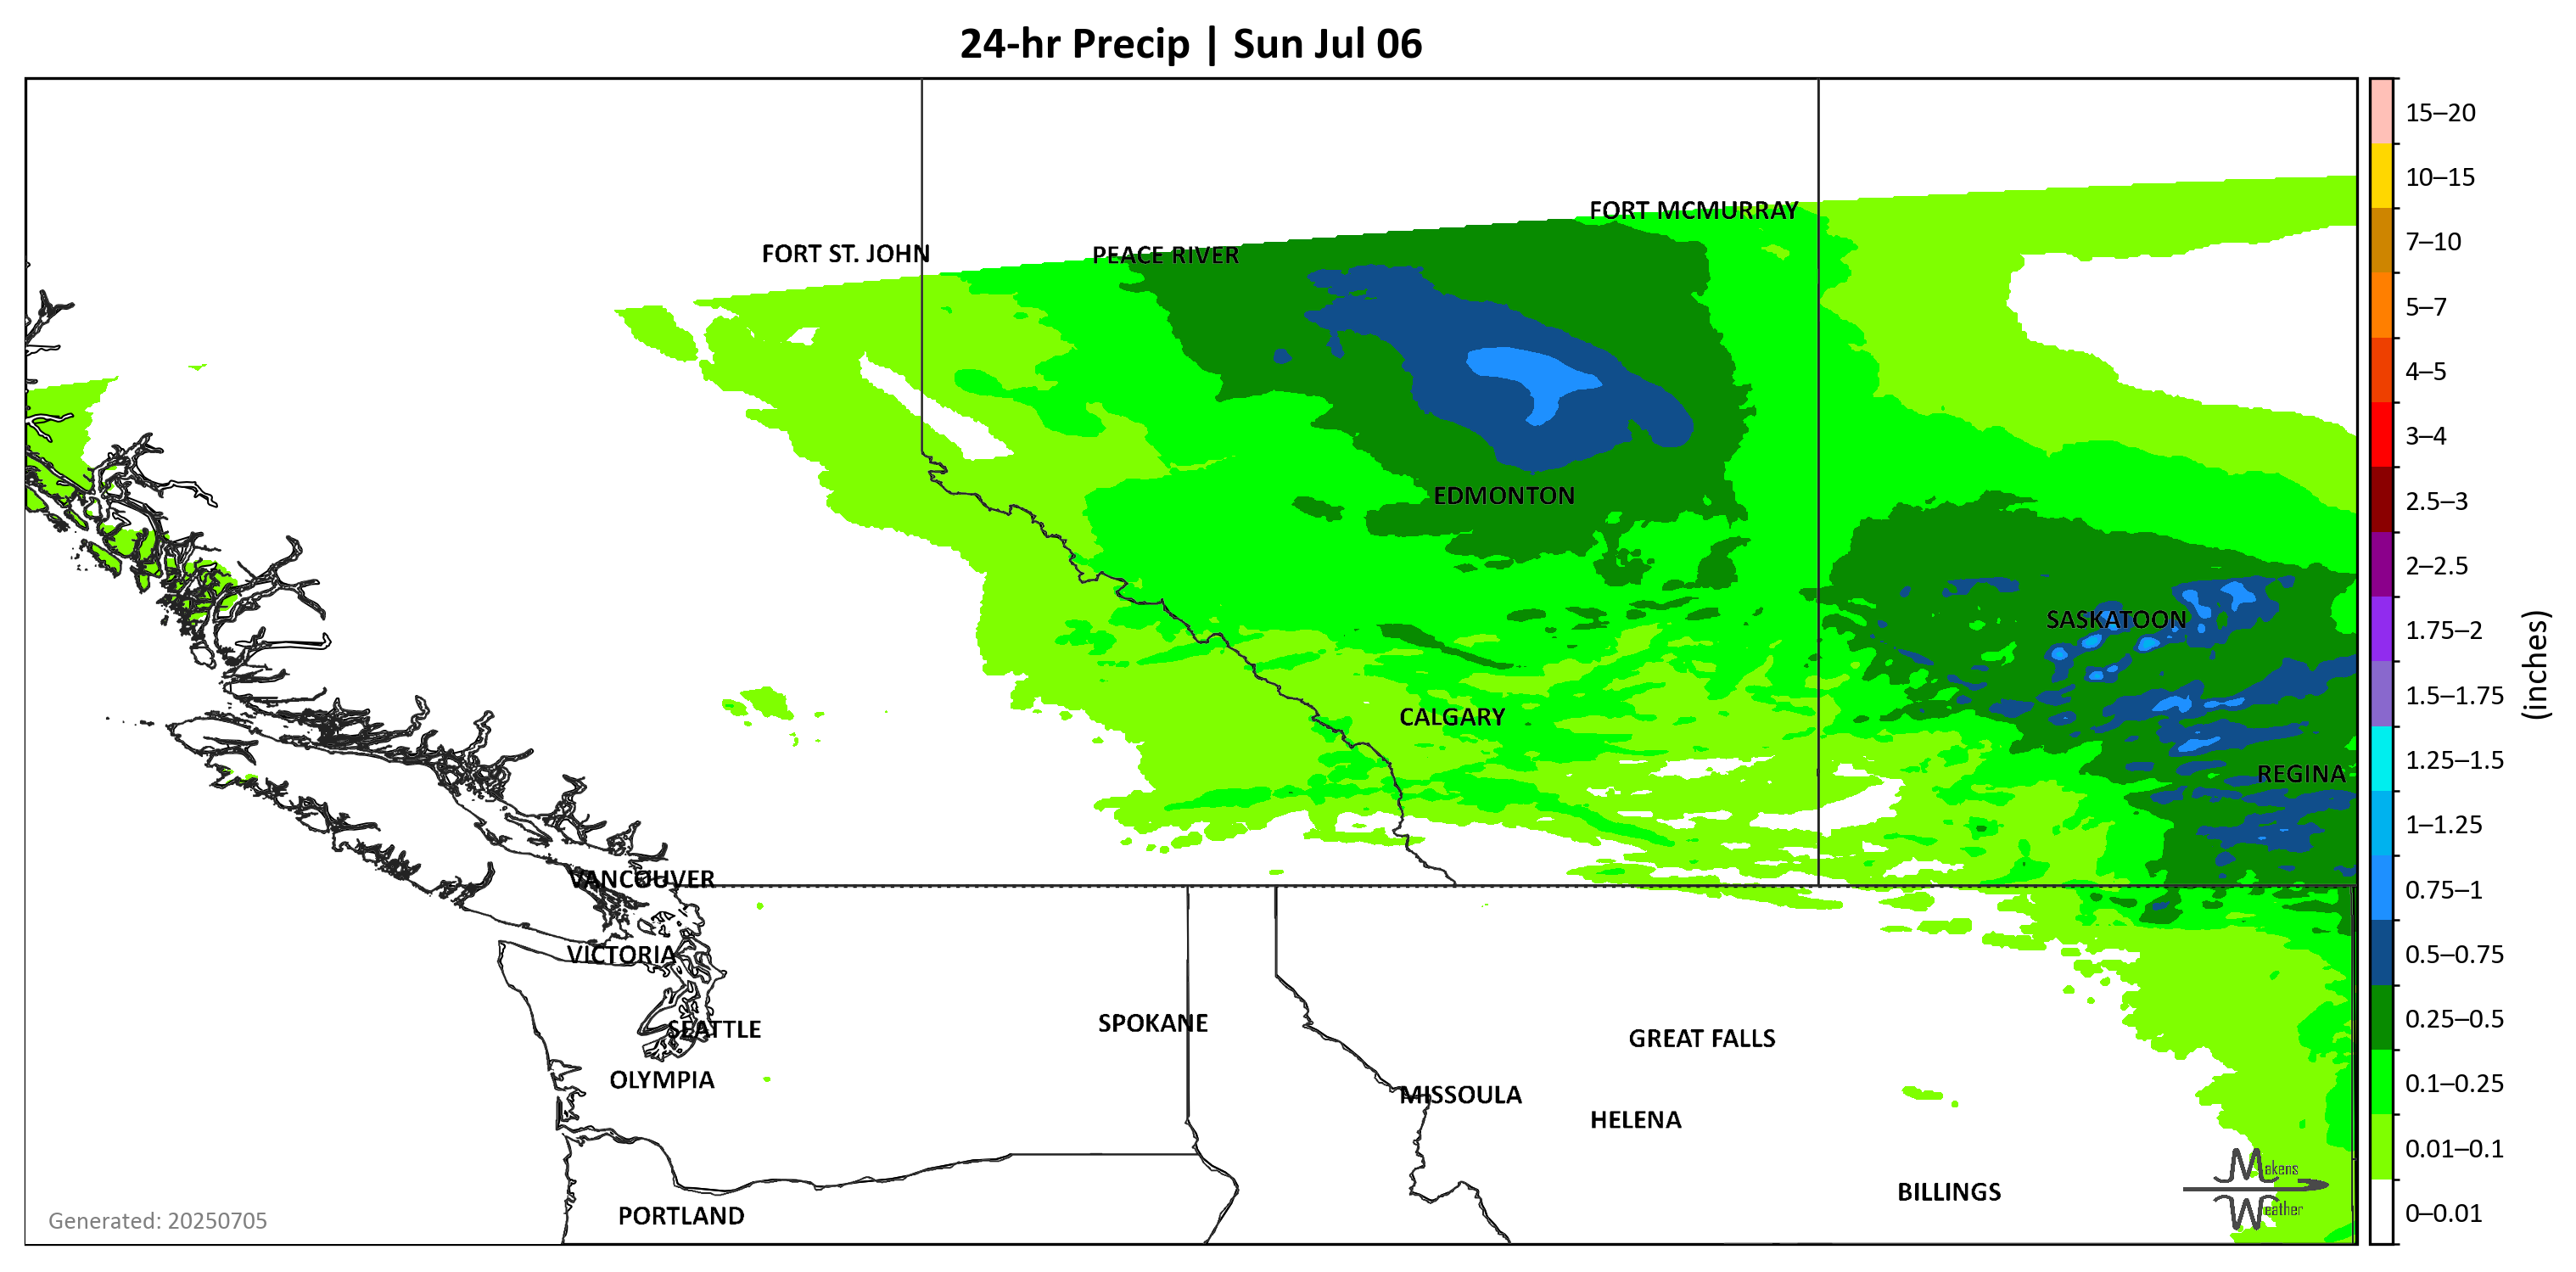 24-hr Precip | Sun Jul 06
15–20
10–15
7–10
5–7
4–5
3–4
2.5–3
2–2.5
1.75–2
1.5–1.75
1.25–1.5
1–1.25
0.75–1
0.5–0.75
0.25–0.5
0.1–0.25
0.01–0.1
0–0.01
(inches)
FORT MCMURRAY
FORT ST. JOHN
PEACE RIVER
EDMONTON
SASKATOON
CALGARY
REGINA
VANCOUVER
VICTORIA
SEATTLE
SPOKANE
GREAT FALLS
OLYMPIA
MISSOULA
HELENA
BILLINGS
PORTLAND
Makens
Weather
Generated: 20250705